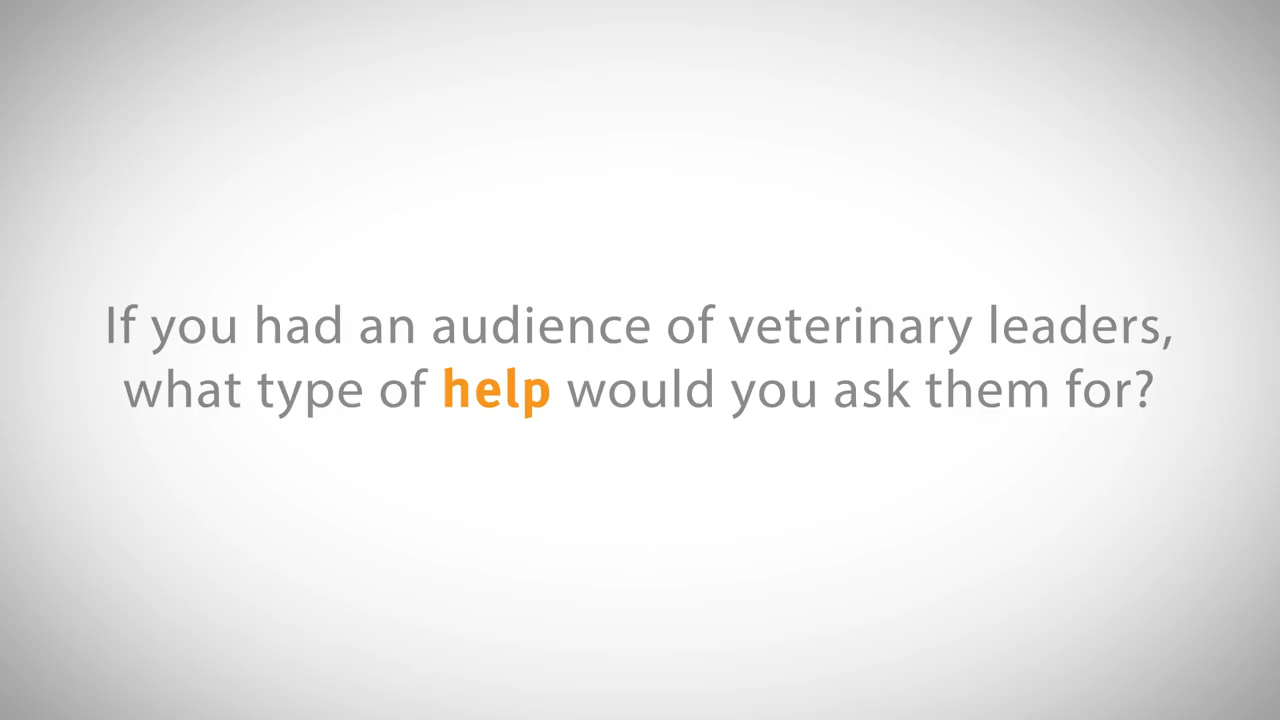 If you had an audience of veterinary leaders,
what type of help would you ask them for?